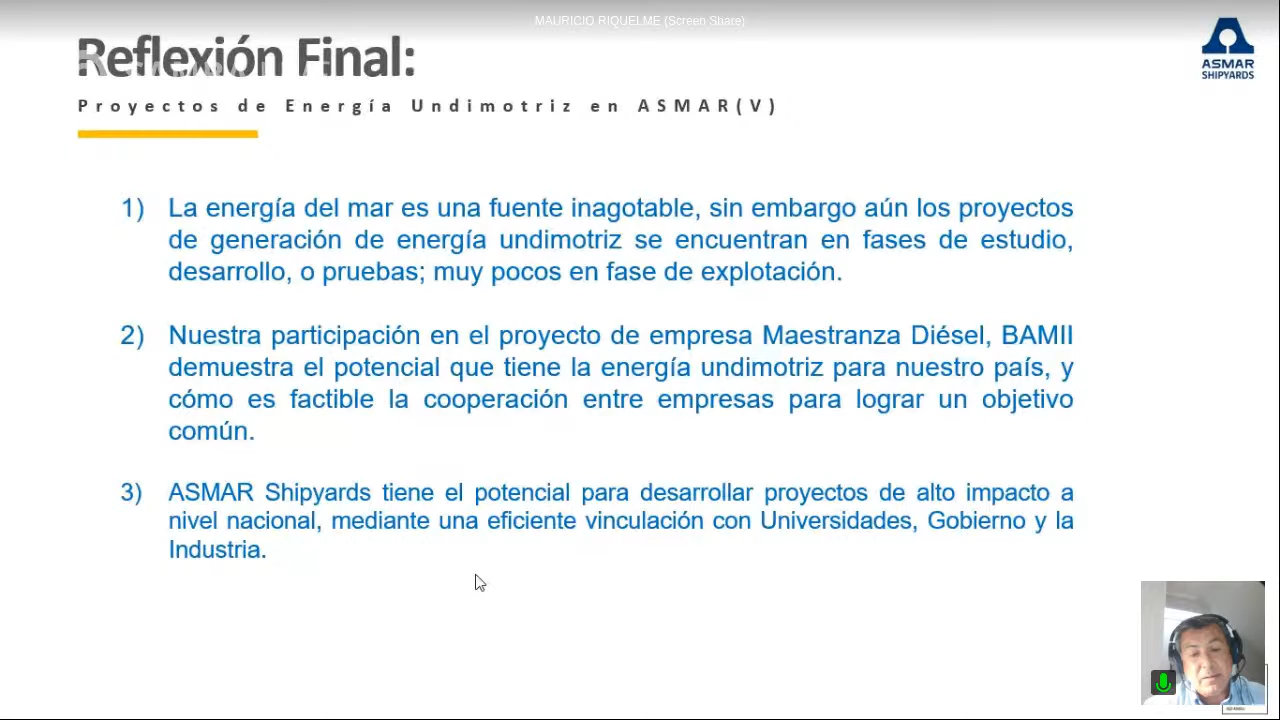 MAURICIO RIQUELME (Screen Share)
Reflexión Final:
ASMAR
SHIPYARDS
Proyectos de Energía Undimotriz en ASMAR(V)
1) La energía del mar es una fuente inagotable, sin embargo aún los proyectos
de generación de energía undimotriz se encuentran en fases de estudio,
desarrollo, o pruebas; muy pocos en fase de explotación.
2) Nuestra participación en el proyecto de empresa Maestranza Diésel, BAMII
demuestra el potencial que tiene la energía undimotriz para nuestro país, y
cómo es factible la cooperación entre empresas para lograr un objetivo
común.
3) ASMAR Shipyards tiene el potencial para desarrollar proyectos de alto impacto a
nivel nacional, mediante una eficiente vinculación con Universidades, Gobierno y la
Industria.